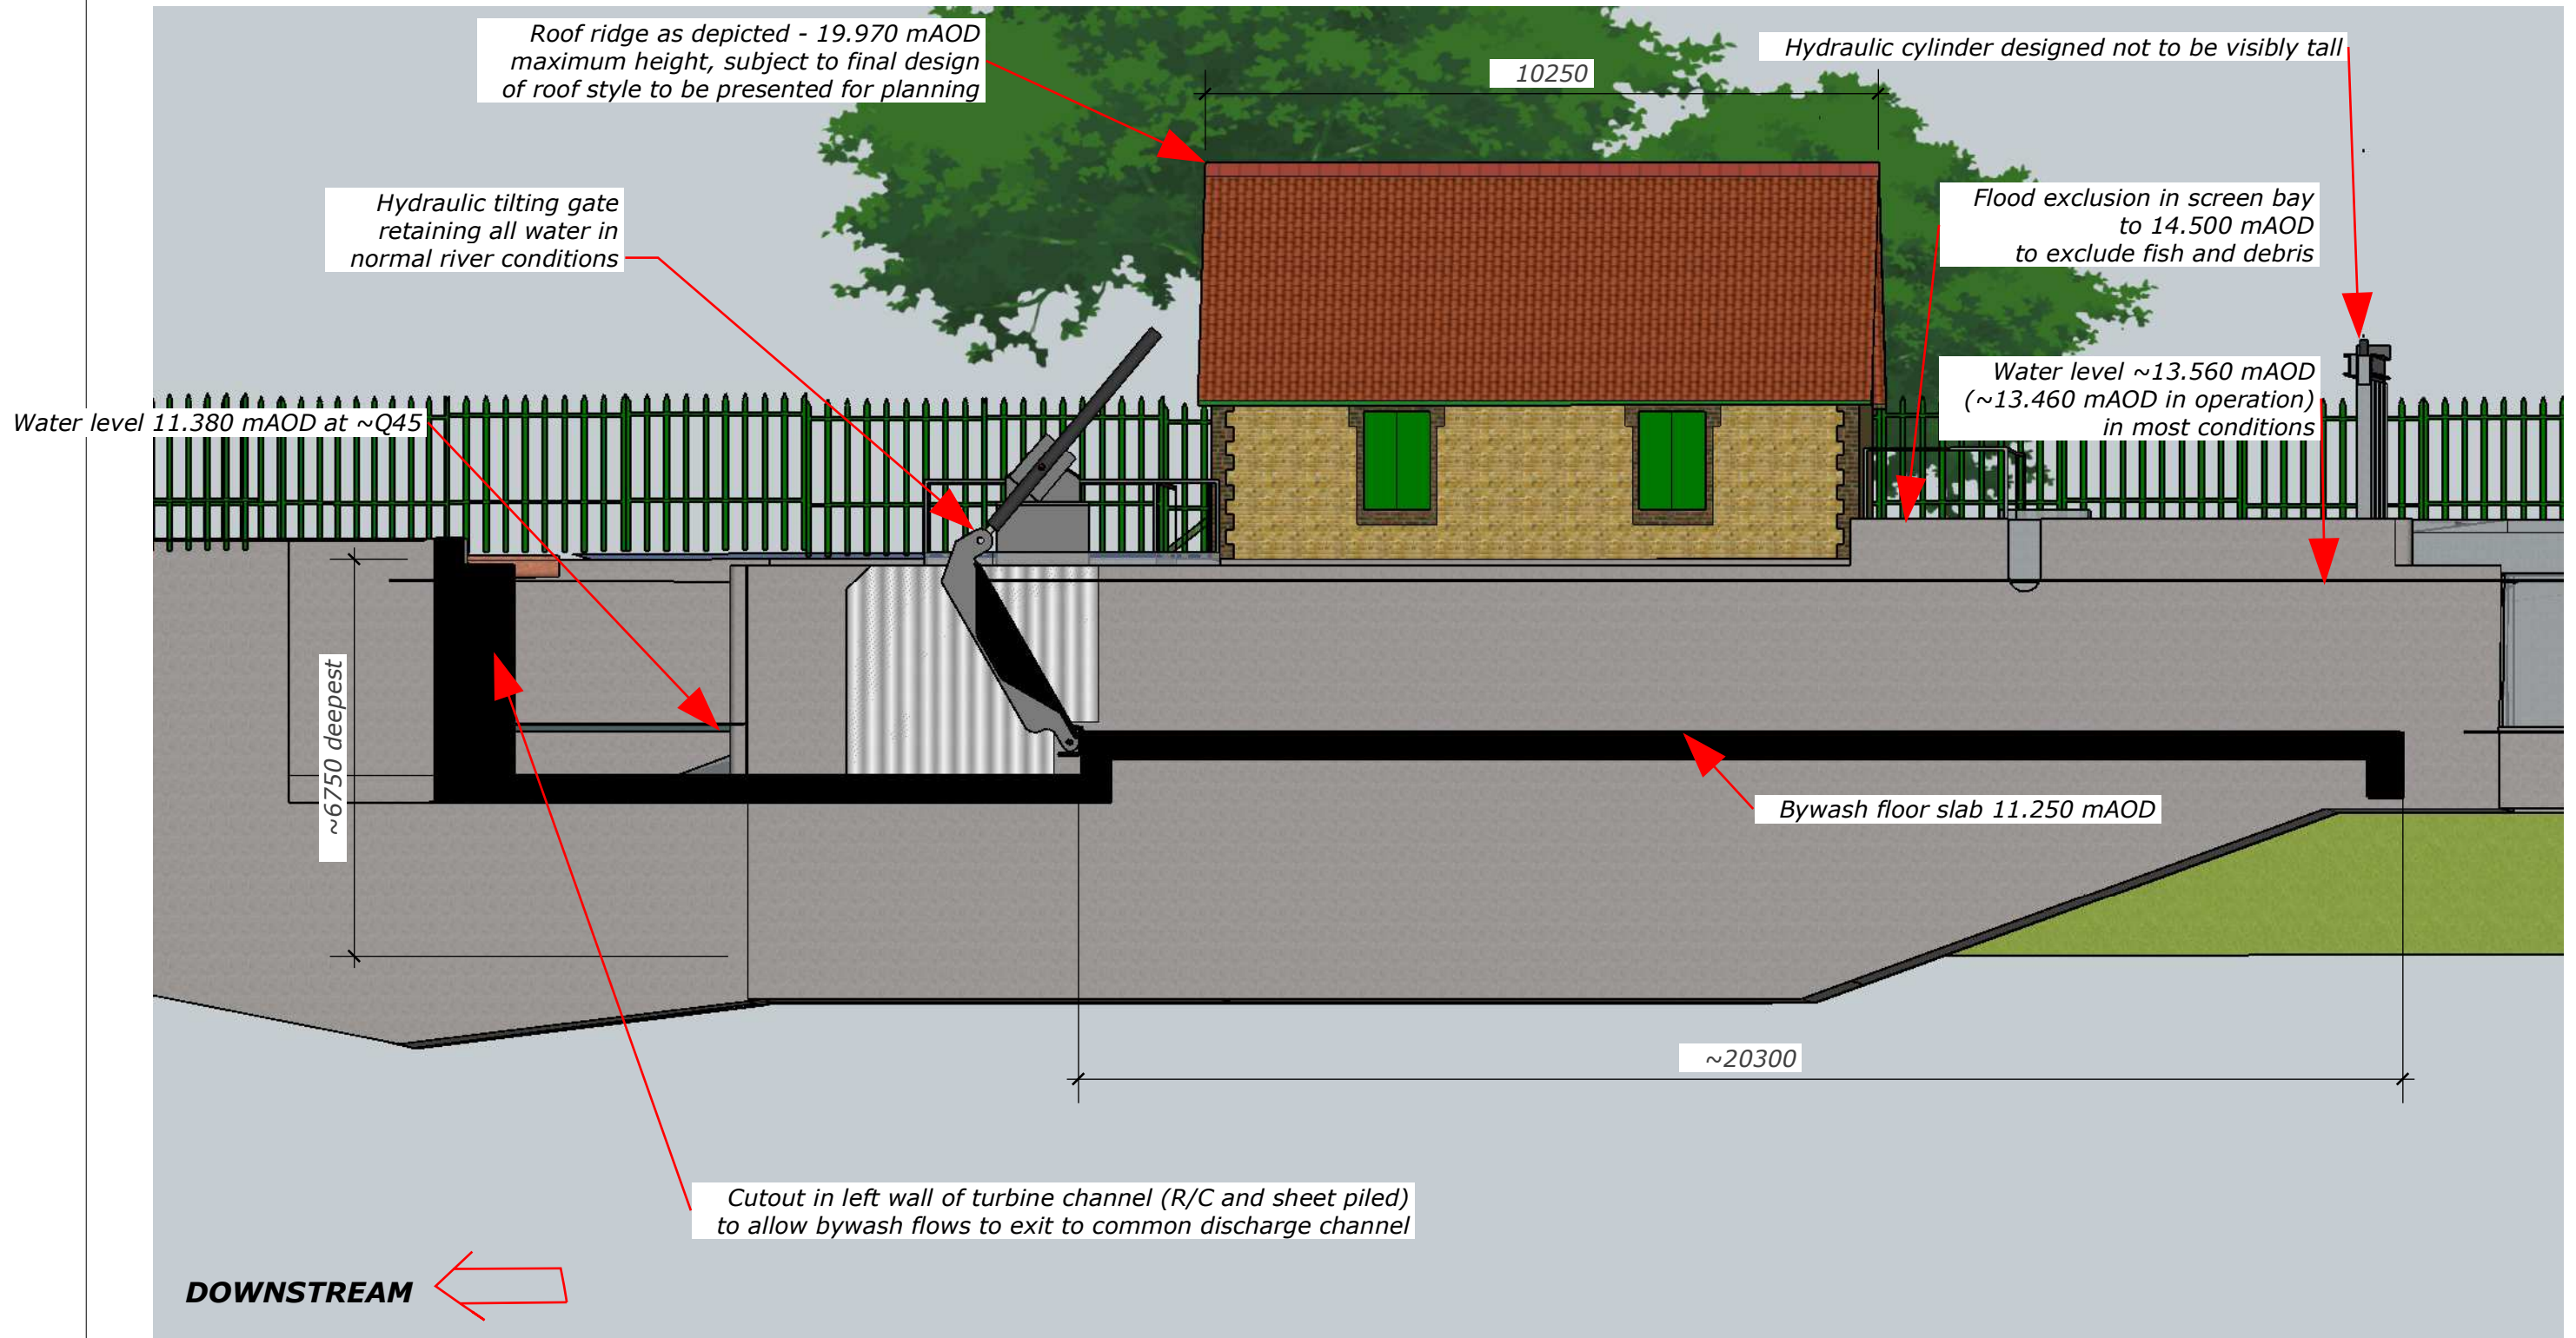 Roof ridge as depicted - 19.970 mAOD
maximum height, subject to final design
of roof style to be presented for planning
10250
Hydraulic cylinder designed not to be visibly tall
Hydraulic tilting gate
retaining all water in
normal river conditions
Flood exclusion in screen bay
to 14.500 mAOD
to exclude fish and debris
Water level ~13.560 mAOD
(~13.460 mAOD in operation)
in most conditions
Water level 11.380 mAOD at ~Q45
~6750 deepest
Bywash floor slab 11.250 mAOD
~20300
Cutout in left wall of turbine channel (R/C and sheet piled)
to allow bywash flows to exit to common discharge channel
DOWNSTREAM